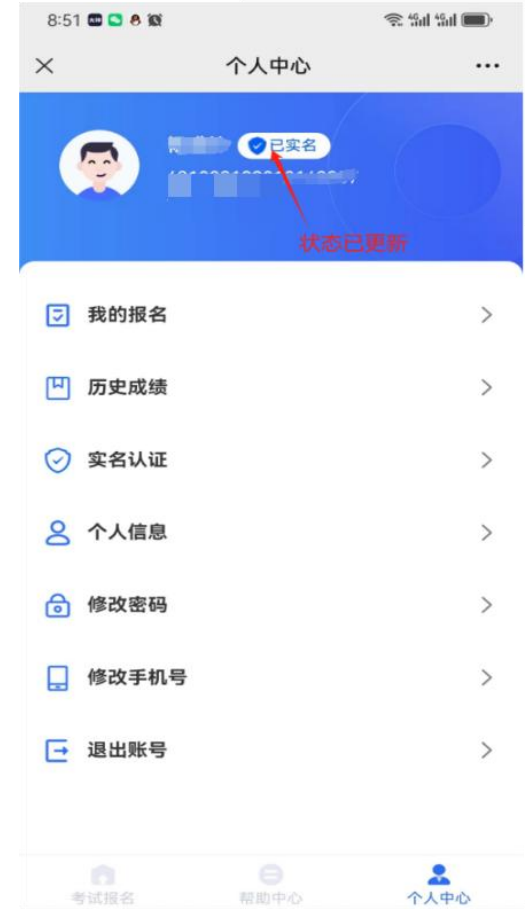 8:51
个人中心
已实名
状态已更新
我的报名
历史成绩
实名认证
个人信息
修改密码
修改手机号
退出账号
考试报名 帮助中心 个人中心